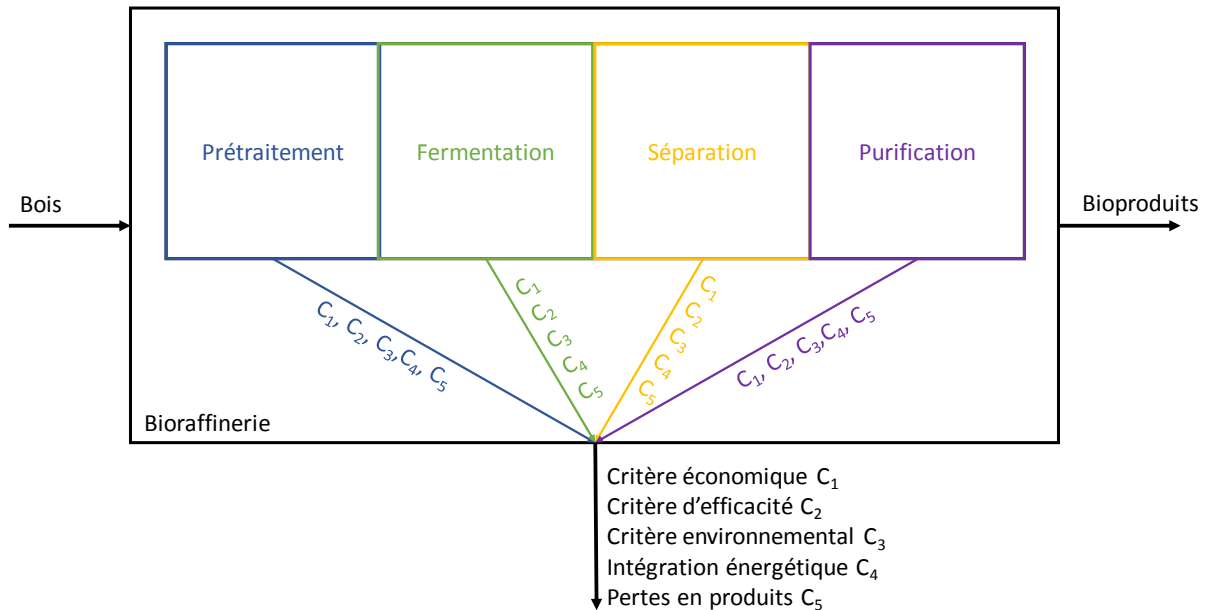 Prétraitement
Fermentation
Séparation
Purification
Bois
Bioproduits
C₁, C₂, C₃,C₄, C₅
C₁ C₂ C₃ C₄ C₅
C₁ C₂ C₃ C₄ C₅
C₁, C₂, C₃,C₄, C₅
Bioraffinerie
Critère économique C₁
Critère d’efficacité C₂
Critère environnemental C₃
Intégration énergétique C₄
Pertes en produits C₅